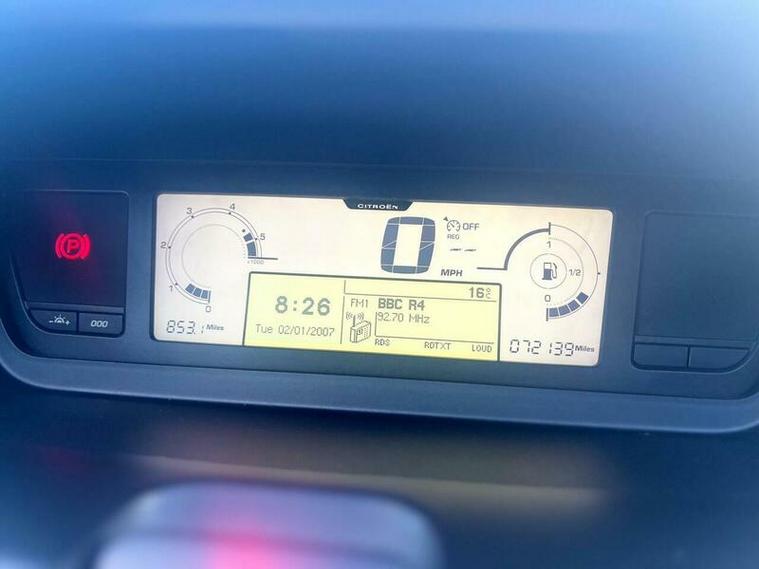 CITROËN
4
3
5
2
x1000
1
0
853.1 Miles
0
MPH
OFF
REG
1
1/2
0
072139 Miles
8:26
Tue 02/01/2007
16°C
FM1 BBC R4
92.70 MHz
RDS RDTXT LOUD
P
000